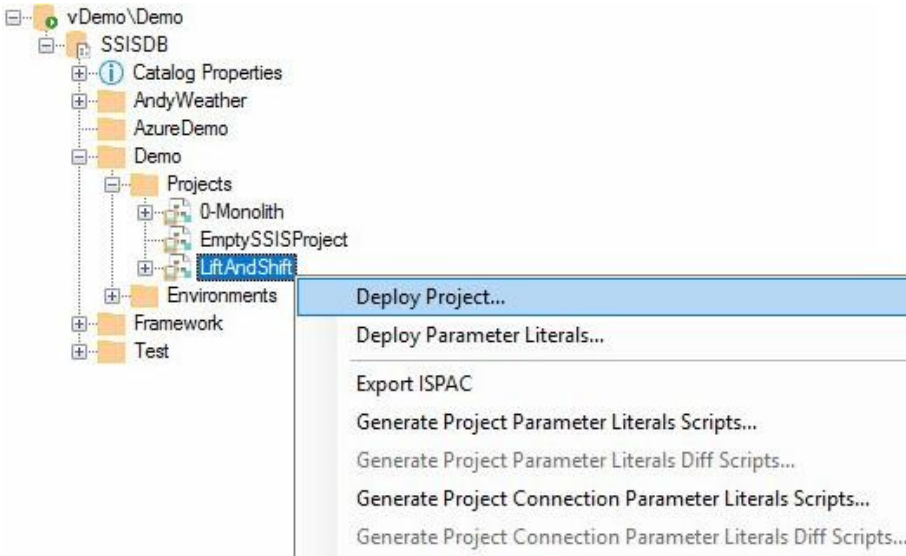 vDemo\Demo
SSISDB
Catalog Properties
AndyWeather
AzureDemo
Demo
Projects
0-Monolith
EmptySSISProject
LiftAndShift
Environments
Framework
Test
Deploy Project...
Deploy Parameter Literals...
Export ISPAC
Generate Project Parameter Literals Scripts...
Generate Project Parameter Literals Diff Scripts...
Generate Project Connection Parameter Literals Scripts...
Generate Project Connection Parameter Literals Diff Scripts...